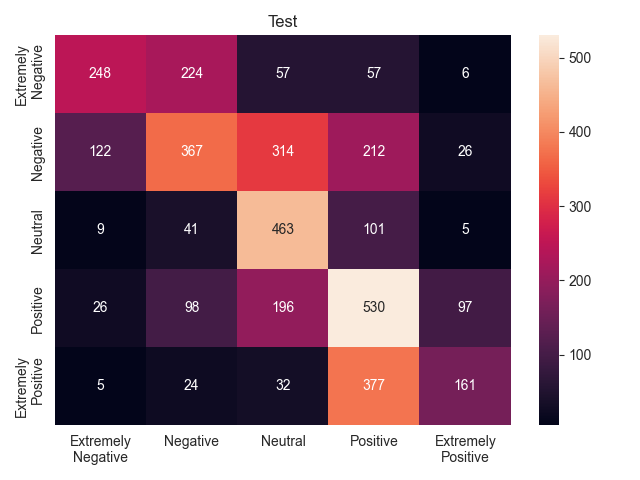 Test
Extremely
Negative
248 224 57 57 6
Negative
122 367 314 212 26
Neutral
9 41 463 101 5
Positive
26 98 196 530 97
Extremely
Positive
5 24 32 377 161
Extremely
Negative
Negative
Neutral
Positive
Extremely
Positive
500
400
300
200
100